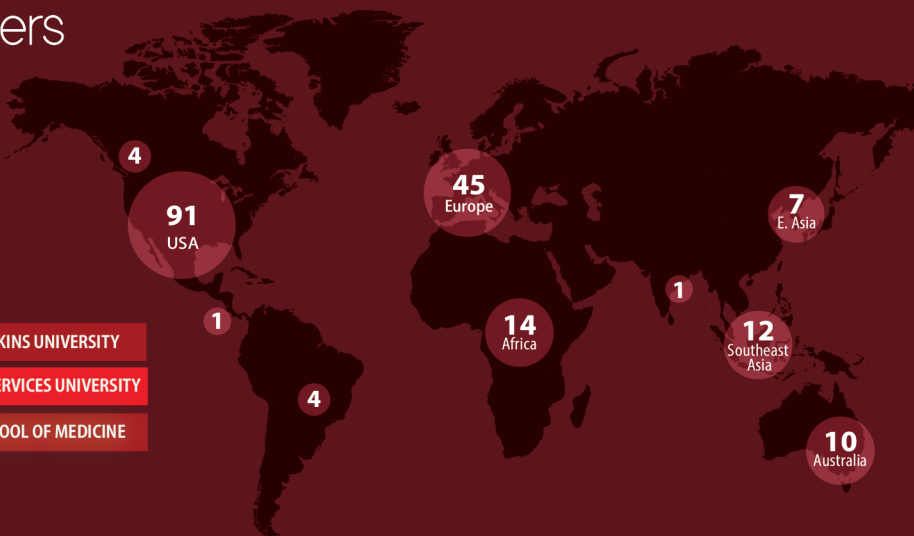 ers
4
91
USA
45
Europe
7
E. Asia
1
1
14
Africa
12
Southeast
Asia
KINS UNIVERSITY
ERVICES UNIVERSITY
OOL OF MEDICINE
4
10
Australia